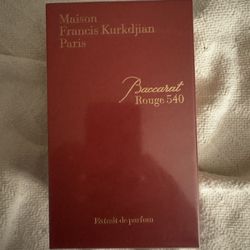 Maison
Francis Kurkdjian
Paris
Baccarat
Rouge 540
Extrait de parfum